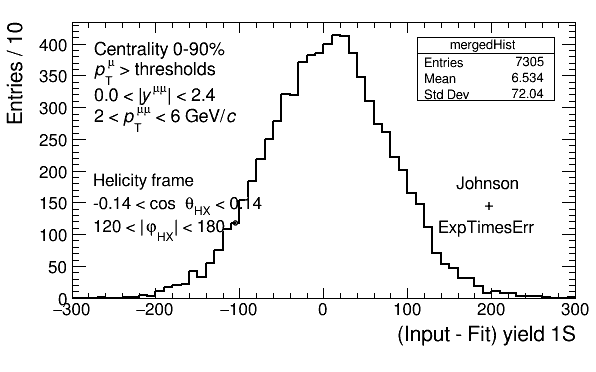 Entries / 10
400
350
300
250
200
150
100
50
0
Centrality 0-90%
p_T^μ > thresholds
0.0 < |y^μμ| < 2.4
2 < p_T^μμ < 6 GeV/c
Helicity frame
-0.14 < cos θ_HX < 0.14
120 < |φ_HX| < 180 •
mergedHist
Entries 7305
Mean 6.534
Std Dev 72.04
Johnson
+
ExpTimesErr
−300 −200 −100 0 100 200 300
(Input - Fit) yield 1S